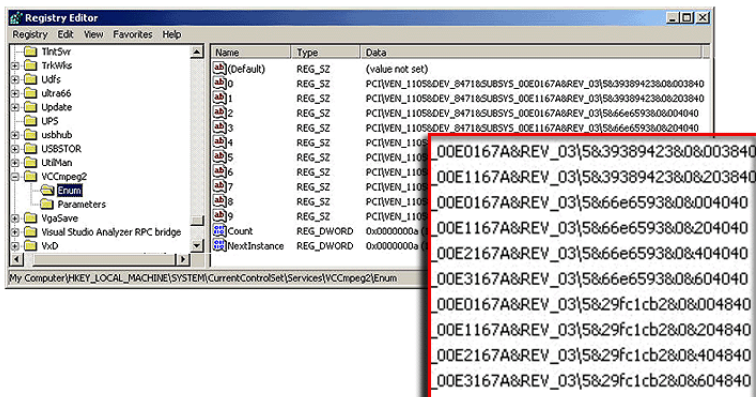 Registry Editor
Registry Edit View Favorites Help
TlntSvr
TrkWks
Udfs
ultra66
Update
UPS
usbhub
USBSTOR
UtilMan
VCCmpeg2
Enum
Parameters
VgaSave
Visual Studio Analyzer RPC bridge
VxD
Name Type Data
(Default) REG_SZ (value not set)
0 REG_SZ PCI\VEN_1105&DEV_8471&SUBSYS_00E0167A&REV_03\5&39389423&0&003840
1 REG_SZ PCI\VEN_1105&DEV_8471&SUBSYS_00E1167A&REV_03\5&39389423&0&203840
2 REG_SZ PCI\VEN_1105&DEV_8471&SUBSYS_00E0167A&REV_03\5&66e6593&0&004040
3 REG_SZ PCI\VEN_1105&DEV_8471&SUBSYS_00E1167A&REV_03\5&66e6593&0&204040
4 REG_SZ PCI\VEN_1105
5 REG_SZ PCI\VEN_1105
6 REG_SZ PCI\VEN_1105
7 REG_SZ PCI\VEN_1105
8 REG_SZ PCI\VEN_1105
9 REG_SZ PCI\VEN_1105
Count REG_DWORD 0x0000000a (
NextInstance REG_DWORD 0x0000000a (
My Computer\HKEY_LOCAL_MACHINE\SYSTEM\CurrentControlSet\Services\VCCmpeg2\Enum
_00E0167A&REV_03\5&39389423&0&003840
_00E1167A&REV_03\5&39389423&0&203840
_00E0167A&REV_03\5&66e6593&0&004040
_00E1167A&REV_03\5&66e6593&0&204040
_00E2167A&REV_03\5&66e6593&0&404040
_00E3167A&REV_03\5&66e6593&0&604040
_00E0167A&REV_03\5&29fc1cb2&0&004840
_00E1167A&REV_03\5&29fc1cb2&0&204840
_00E2167A&REV_03\5&29fc1cb2&0&404840
_00E3167A&REV_03\5&29fc1cb2&0&604840